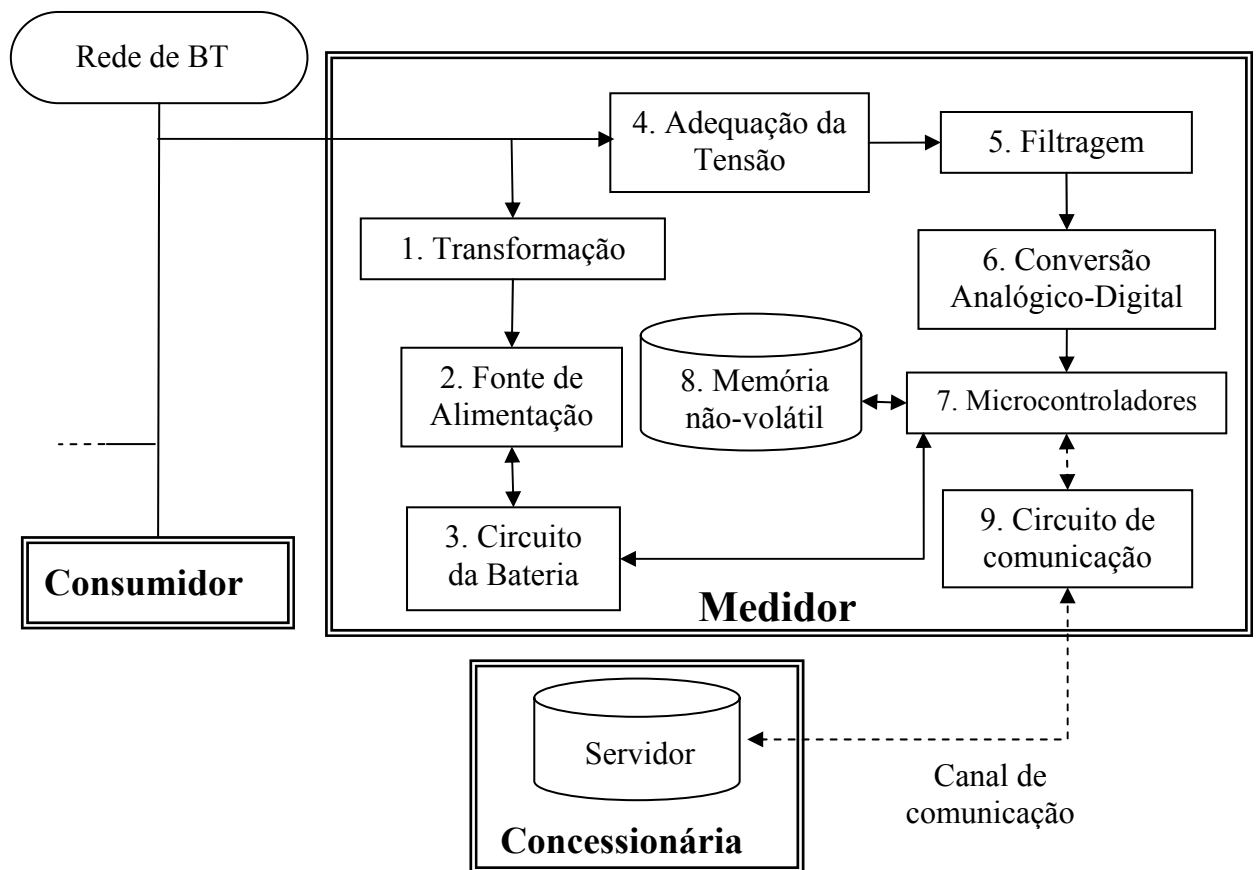 Rede de BT
4. Adequação da
Tensão
5. Filtragem
1. Transformação
6. Conversão
Analógico-Digital
2. Fonte de
Alimentação
8. Memória
não-volátil
7. Microcontroladores
3. Circuito
da Bateria
9. Circuito de
comunicação
Consumidor
Medidor
Servidor
Canal de
comunicação
Concessionária